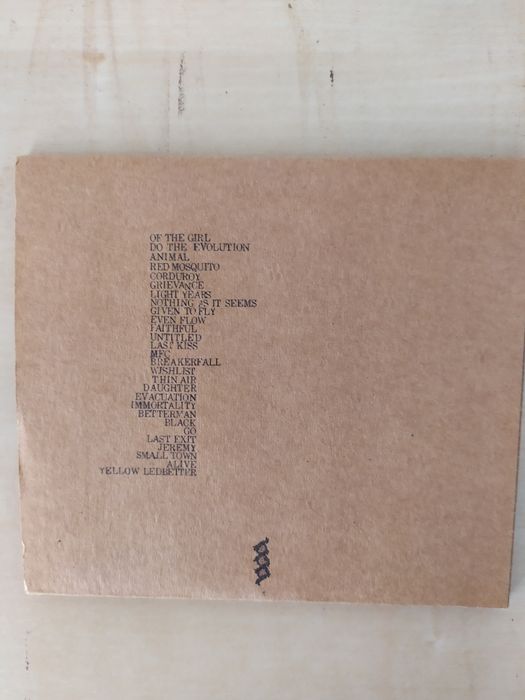 OF THE GIRL
DO THE EVOLUTION
ANIMAL
RED MOSQUITO
CORDUROY
GRIEVANCE
LIGHT YEARS
NOTHING AS IT SEEMS
GIVEN TO FLY
EVEN FLOW
FAITHFUL
UNTITLED
LAST KISS
MFC
BREAKERFALL
WISHLIST
THIN AIR
DAUGHTER
EVACUATION
IMMORTALITY
BETTERMAN
BLACK
GO
LAST EXIT
JEREMY
SMALL TOWN
ALIVE
YELLOW LEDBETTER